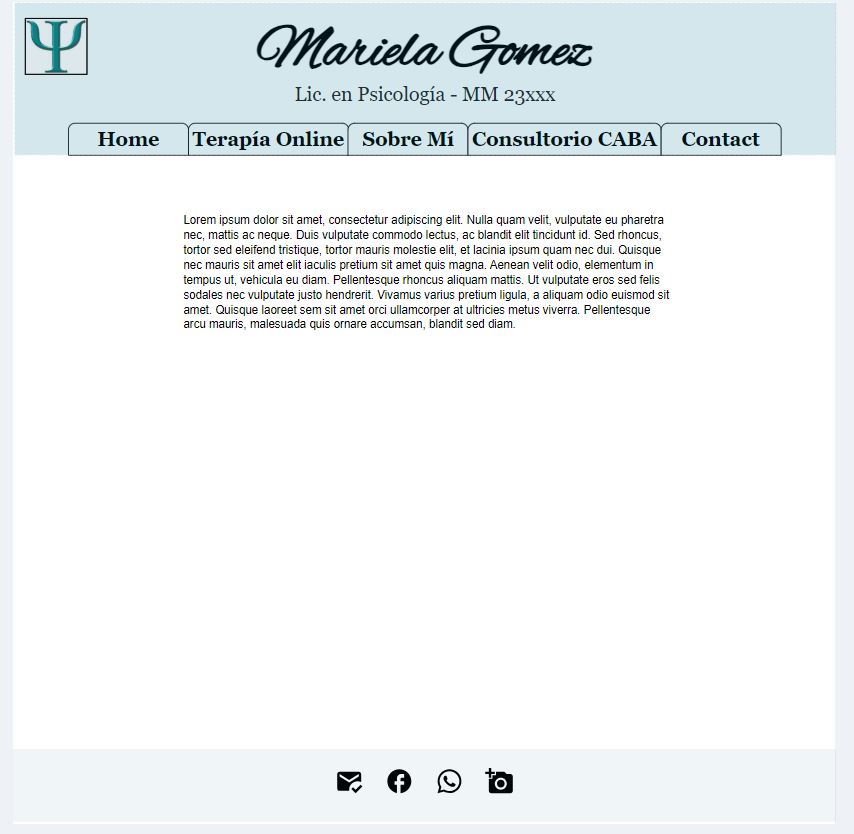 Ψ
Mariela Gomez
Lic. en Psicología - MM 23xxx
Home Terapía Online Sobre Mí Consultorio CABA Contact
Lorem ipsum dolor sit amet, consectetur adipiscing elit. Nulla quam velit, vulputate eu pharetra
nec, mattis ac neque. Duis vulputate commodo lectus, ac blandit elit tincidunt id. Sed rhoncus,
tortor sed eleifend tristique, tortor mauris molestie elit, et lacinia ipsum quam nec dui. Quisque
nec mauris sit amet elit iaculis pretium sit amet quis magna. Aenean velit odio, elementum in
tempus ut, vehicula eu diam. Pellentesque rhoncus aliquam mattis. Ut vulputate eros sed felis
sodales nec vulputate justo hendrerit. Vivamus varius pretium ligula, a aliquam odio euismod sit
amet. Quisque laoreet sem sit amet orci ullamcorper at ultricies metus viverra. Pellentesque
arcu mauris, malesuada quis ornare accumsan, blandit sed diam.